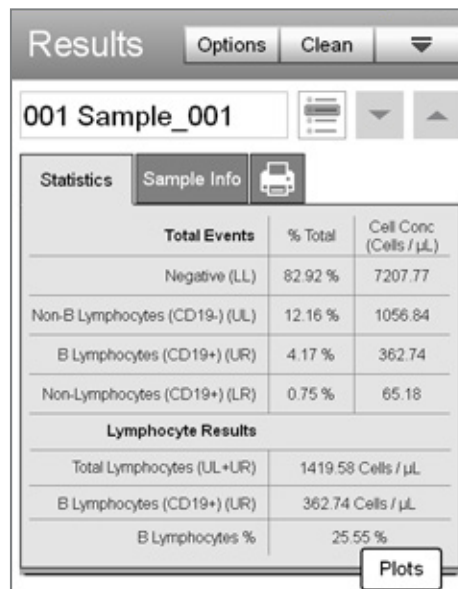 Results Options Clean
001 Sample_001
Statistics Sample Info
Total Events % Total Cell Conc (Cells / µL)
Negative (LL) 82.92 % 7207.77
Non-B Lymphocytes (CD19-) (UL) 12.16 % 1056.84
B Lymphocytes (CD19+) (UR) 4.17 % 362.74
Non-Lymphocytes (CD19+) (LR) 0.75 % 65.18
Lymphocyte Results
Total Lymphocytes (UL+UR) 1419.58 Cells / µL
B Lymphocytes (CD19+) (UR) 362.74 Cells / µL
B Lymphocytes % 25.55 %
Plots